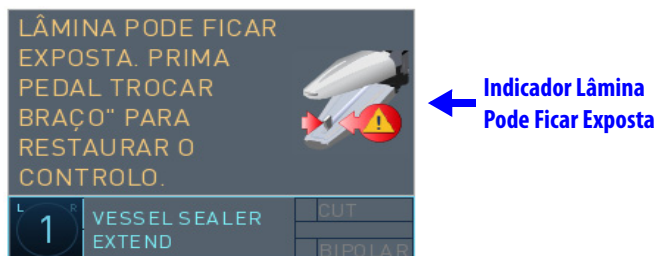 LÂMINA PODE FICAR
EXPOSTA. PRIMA
PEDAL TROCAR
BRAÇO" PARA
RESTAURAR O
CONTROLO.
Indicador Lâmina
Pode Ficar Exposta
L
R
1
VESSEL SEALER
EXTEND
CUT
BIPOLAR